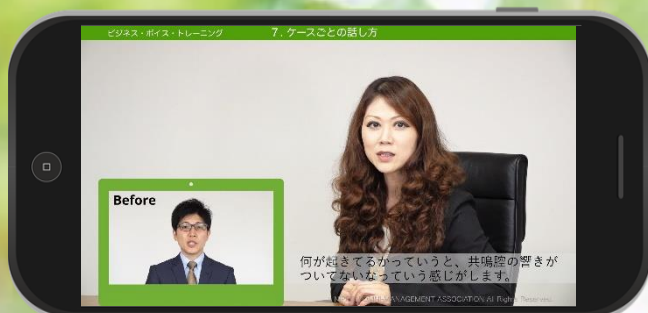 ビジネス・ボイス・トレーニング
7．ケースごとの話し方
Before
何が起きてるかっていうと、共鳴腔の響きが
ついてないなっていう感じがします。
MANAGEMENT ASSOCIATION All Rights Reserved.